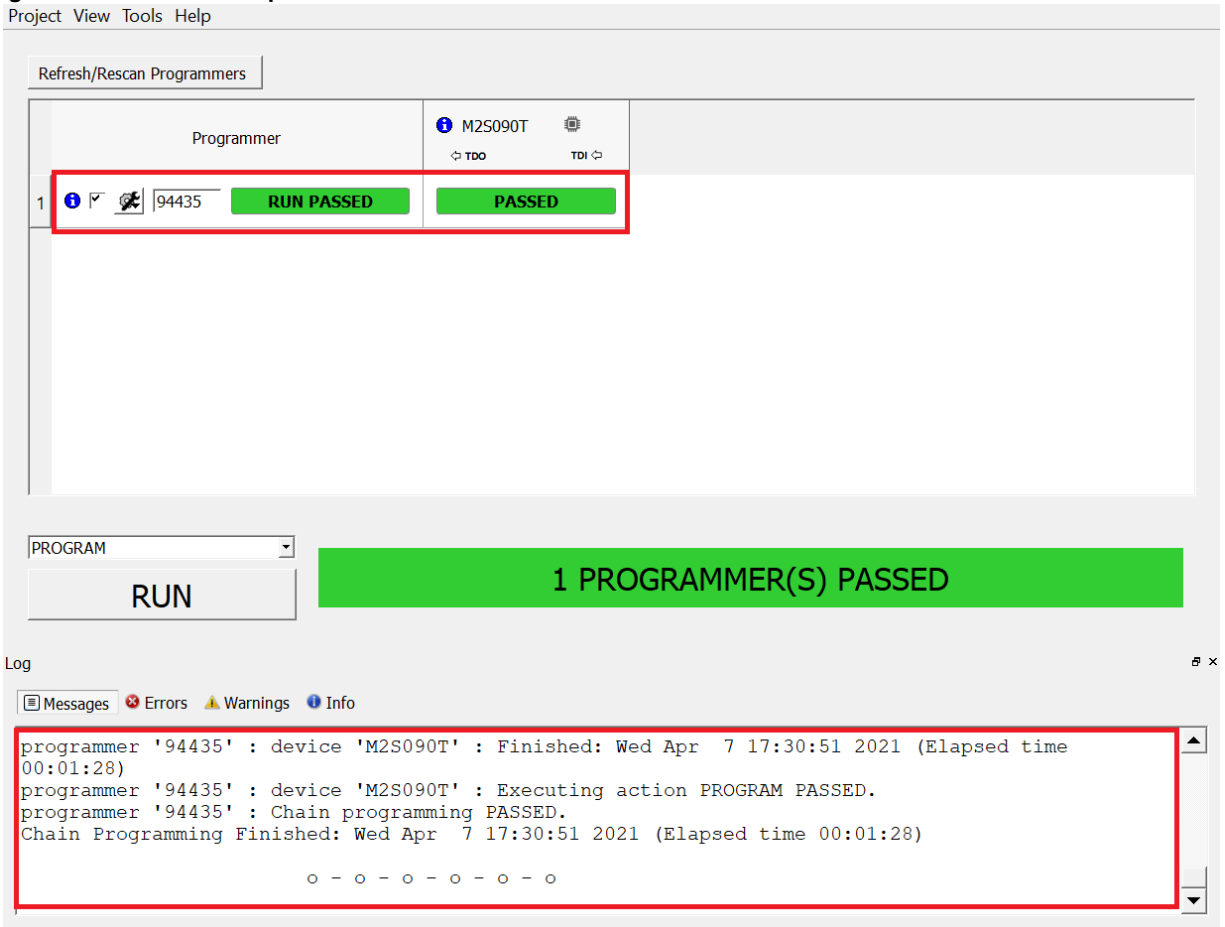 Project View Tools Help
Refresh/Rescan Programmers
Programmer
M2S090T
TDO TDI
1 94435 RUN PASSED PASSED
PROGRAM
RUN
1 PROGRAMMER(S) PASSED
Log
Messages Errors Warnings Info
programmer '94435' : device 'M2S090T' : Finished: Wed Apr  7 17:30:51 2021 (Elapsed time
00:01:28)
programmer '94435' : device 'M2S090T' : Executing action PROGRAM PASSED.
programmer '94435' : Chain programming PASSED.
Chain Programming Finished: Wed Apr  7 17:30:51 2021 (Elapsed time 00:01:28)
o - o - o - o - o - o